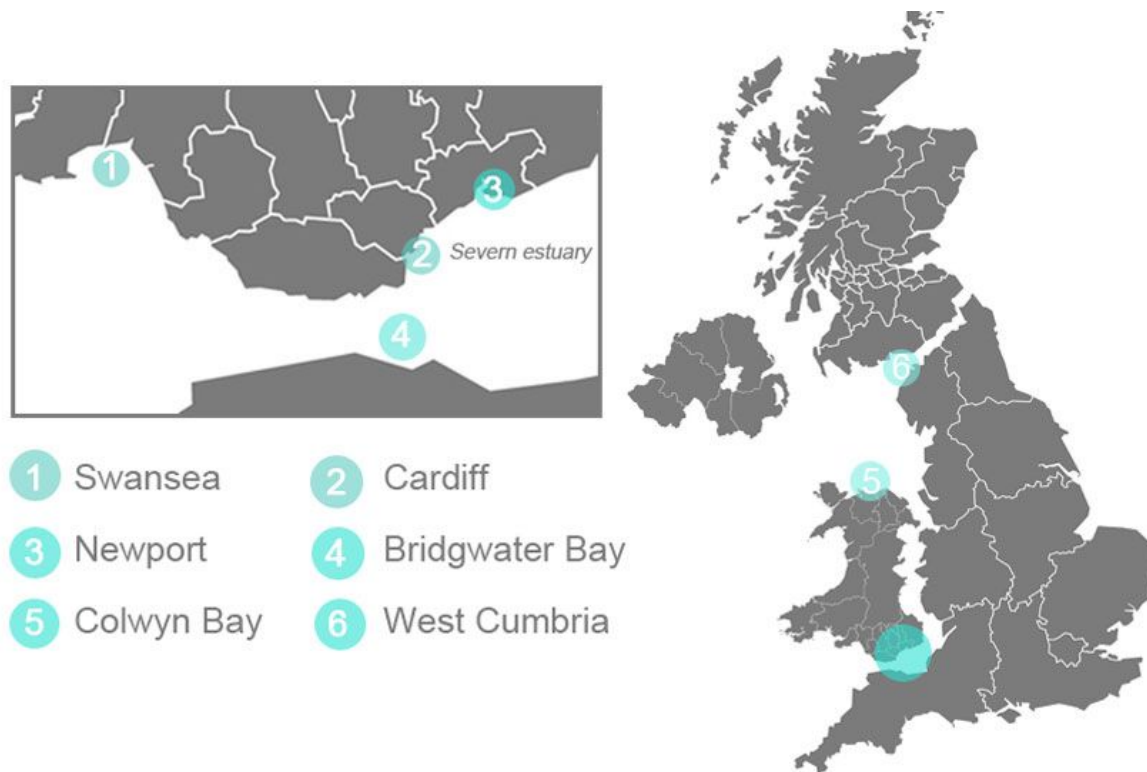 1
3
2
Severn estuary
4
6
5
1 Swansea
2 Cardiff
3 Newport
4 Bridgwater Bay
5 Colwyn Bay
6 West Cumbria